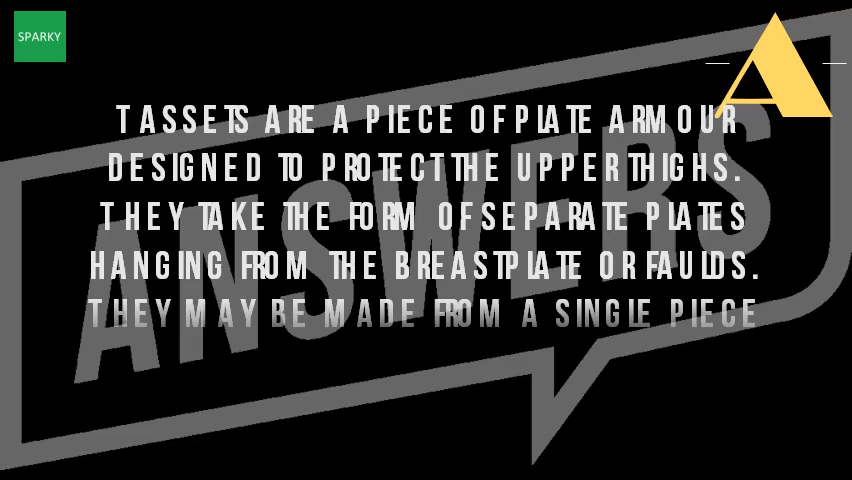 SPARKY
A
TASSETS ARE A PIECE OF PLATE ARMOUR
DESIGNED TO PROTECT THE UPPER THIGHS.
THEY TAKE THE FORM OF SEPARATE PLATES
HANGING FROM THE BREASTPLATE OR FAULDS.
THEY MAY BE MADE FROM A SINGLE PIECE
ANSWERS